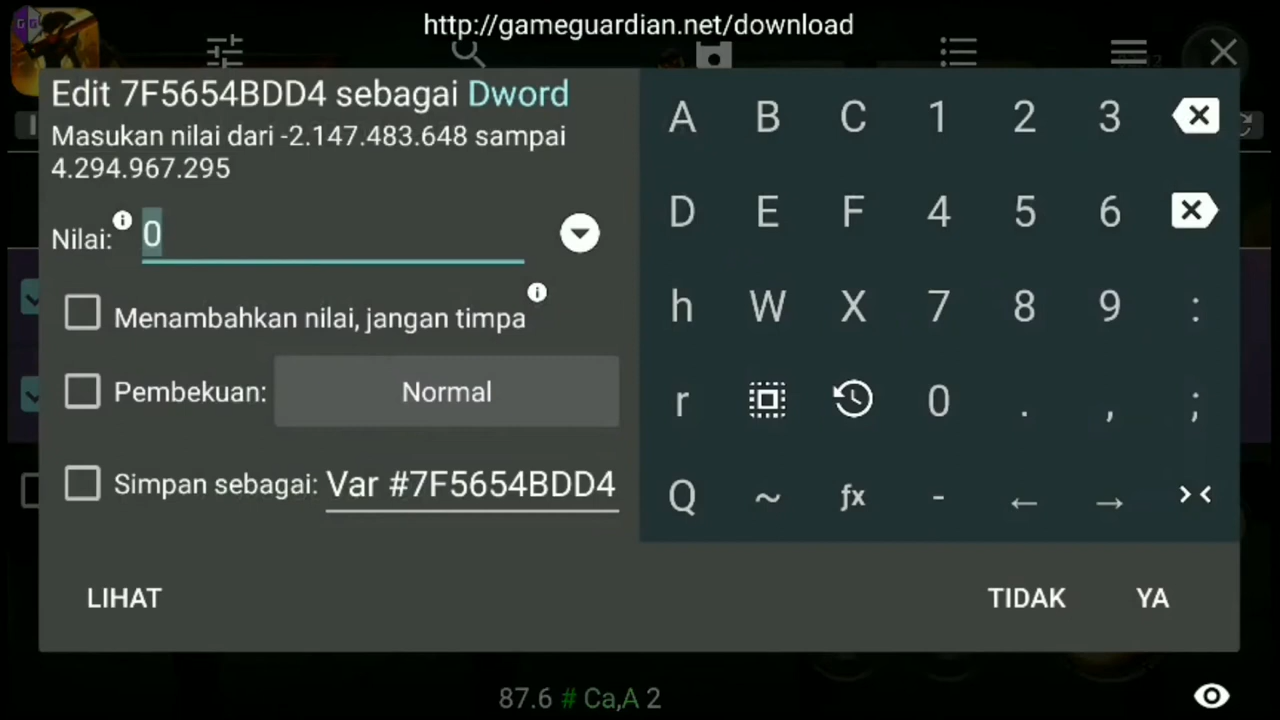 http://gameguardian.net/download
Edit 7F5654BDD4 sebagai Dword
Masukan nilai dari -2.147.483.648 sampai
4.294.967.295
Nilai: 0
Menambahkan nilai, jangan timpa
Pembekuan: Normal
Simpan sebagai: Var #7F5654BDD4
LIHAT
TIDAK YA
A B C 1 2 3
D E F 4 5 6
h W X 7 8 9 :
r 0 . , ;
Q ~ ƒx - ← → ><
87.6 # Ca,A 2